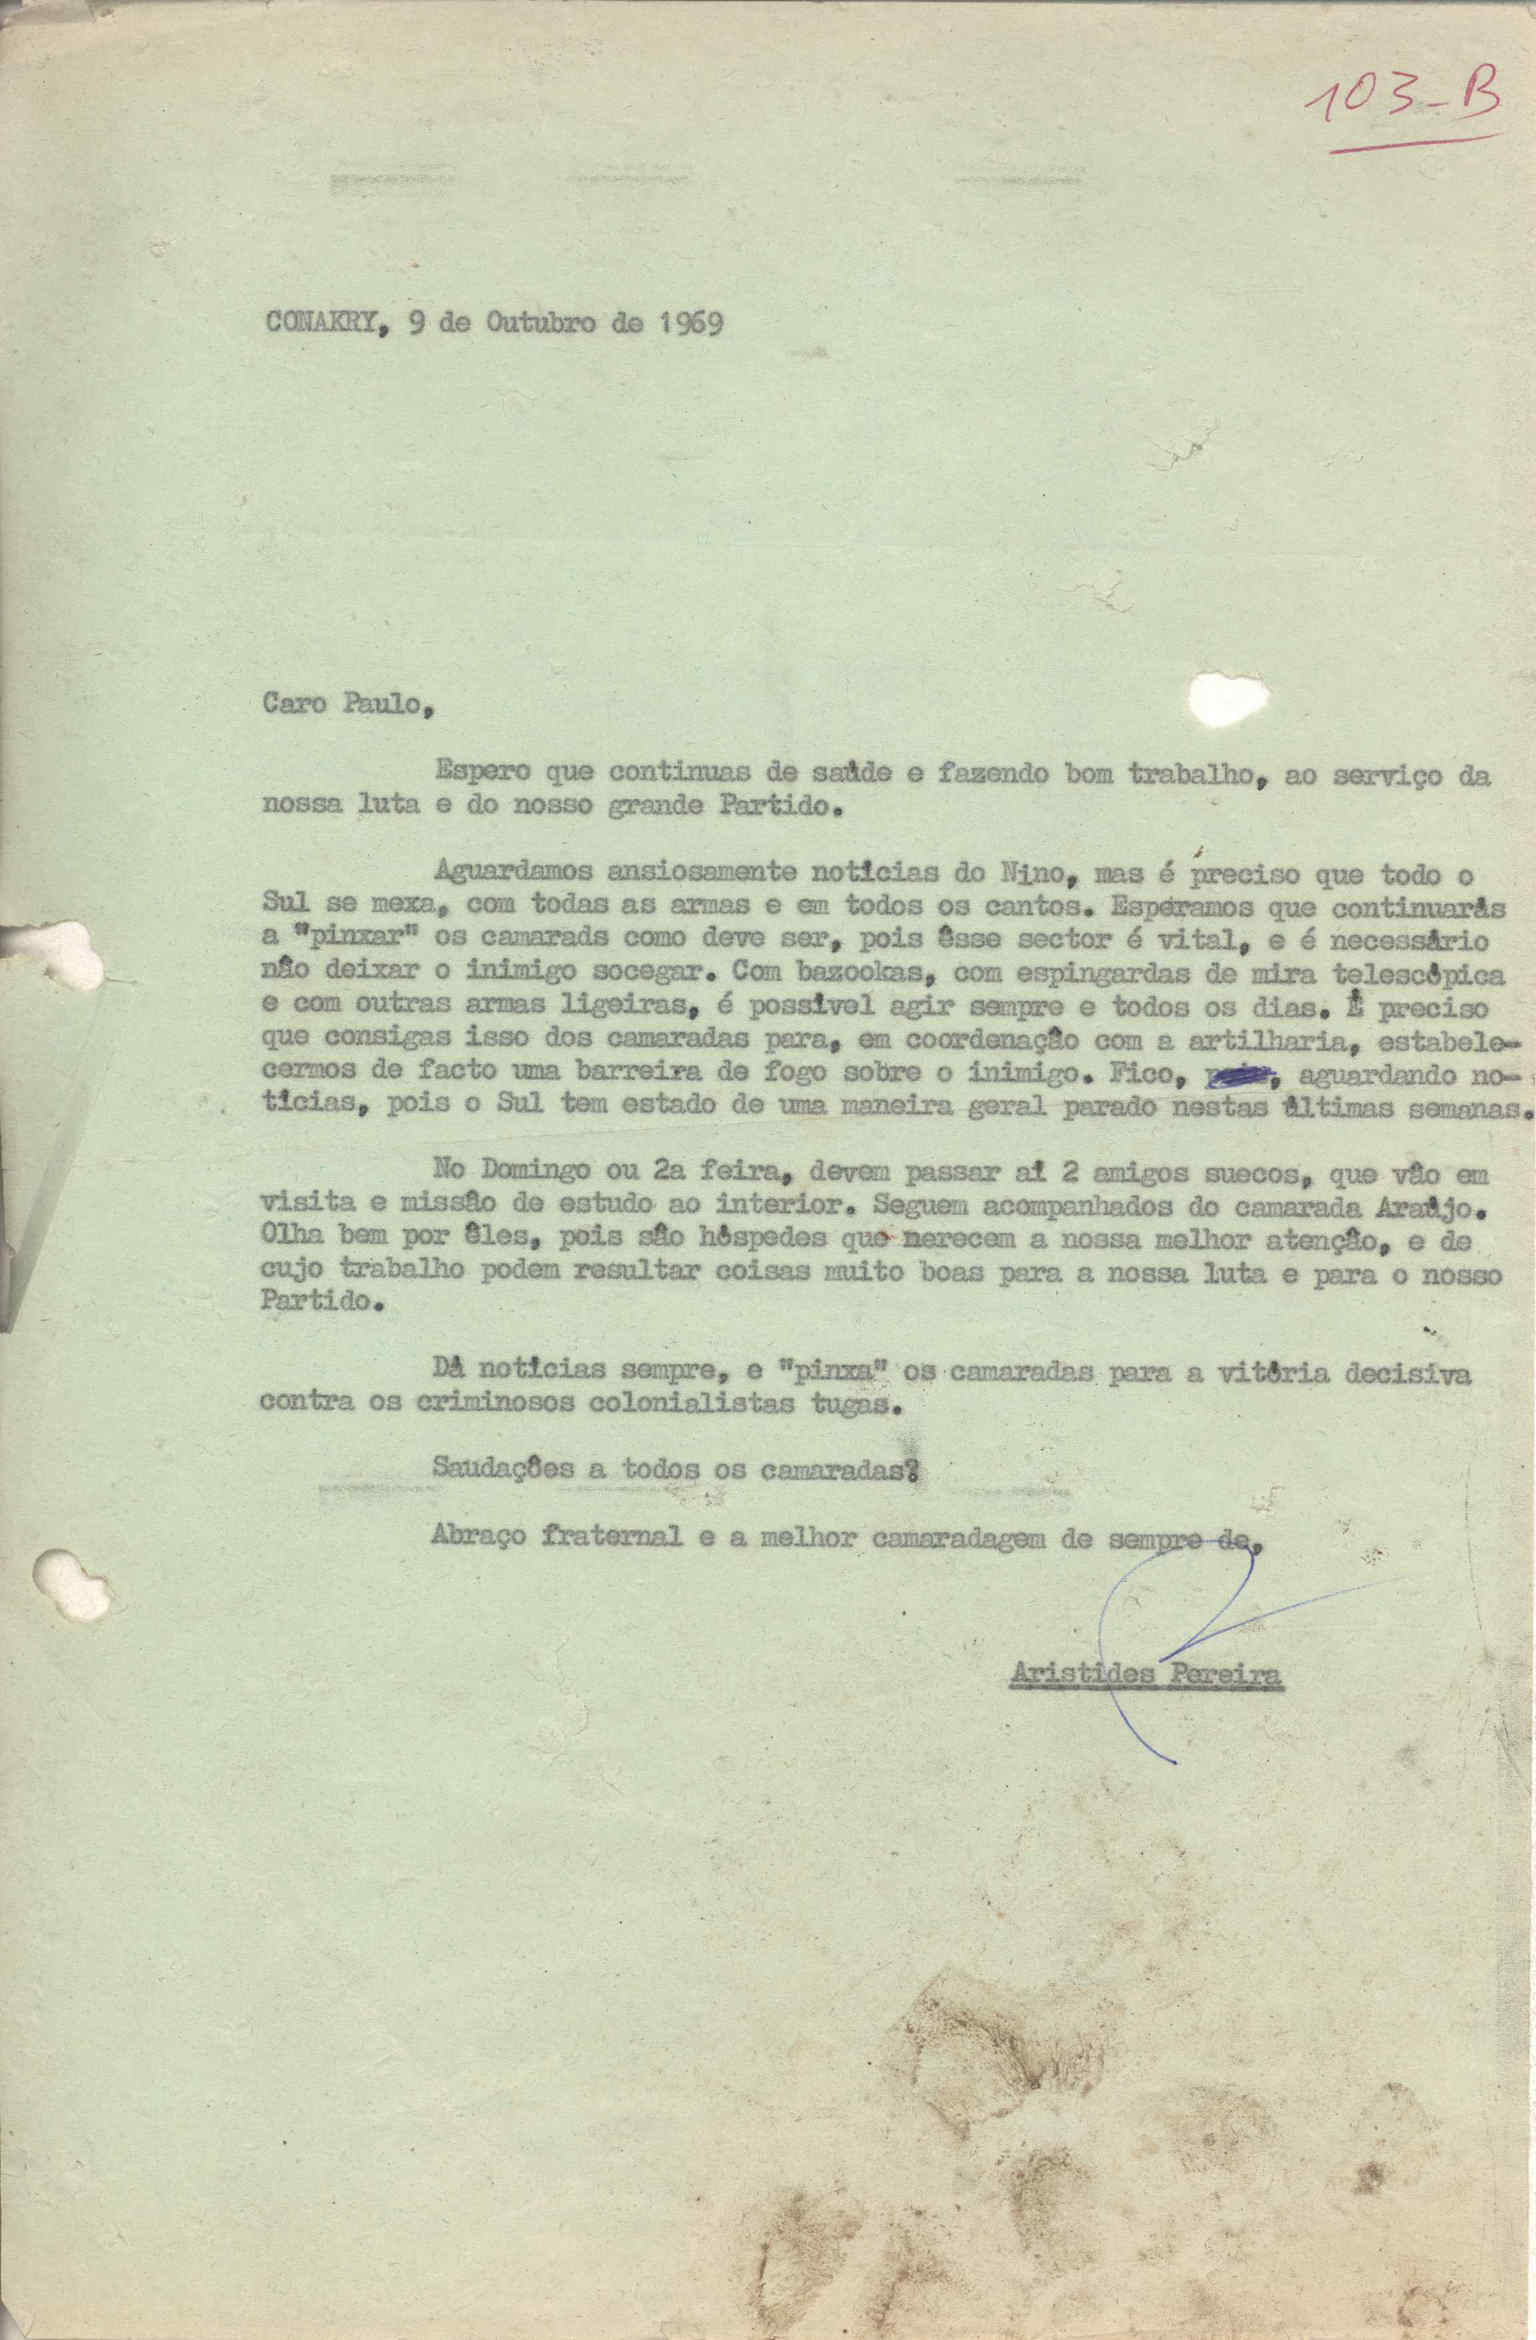 103-B
CONAKRY, 9 de Outubro de 1969
Caro Paulo,
Espero que continuas de saúde e fazendo bom trabalho, ao serviço da
nossa luta e do nosso grande Partido.
Aguardamos ansiosamente notícias do Nino, mas é preciso que todo o
Sul se mexa, com todas as armas e em todos os cantos. Esperamos que continuarás
a "pinxar" os camarads como deve ser, pois êsse sector é vital, e é necessário
não deixar o inimigo socegar. Com bazookas, com espingardas de mira telescópica
e com outras armas ligeiras, é possível agir sempre e todos os dias. É preciso
que consigas isso dos camaradas para, em coordenação com a artilharia, estabele-
cermos de facto uma barreira de fogo sobre o inimigo. Fico, , aguardando no-
tícias, pois o Sul tem estado de uma maneira geral parado nestas últimas semanas.
No Domingo ou 2a feira, devem passar aí 2 amigos suecos, que vão em
visita e missão de estudo ao interior. Seguem acompanhados do camarada Araújo.
Olha bem por êles, pois são hóspedes que nerecem a nossa melhor atenção, e de
cujo trabalho podem resultar coisas muito boas para a nossa luta e para o nosso
Partido.
Dá notícias sempre, e "pinxa" os camaradas para a vitória decisiva
contra os criminosos colonialistas tugas.
Saudações a todos os camaradas?
Abraço fraternal e a melhor camaradagem de sempre de,
Aristides Pereira